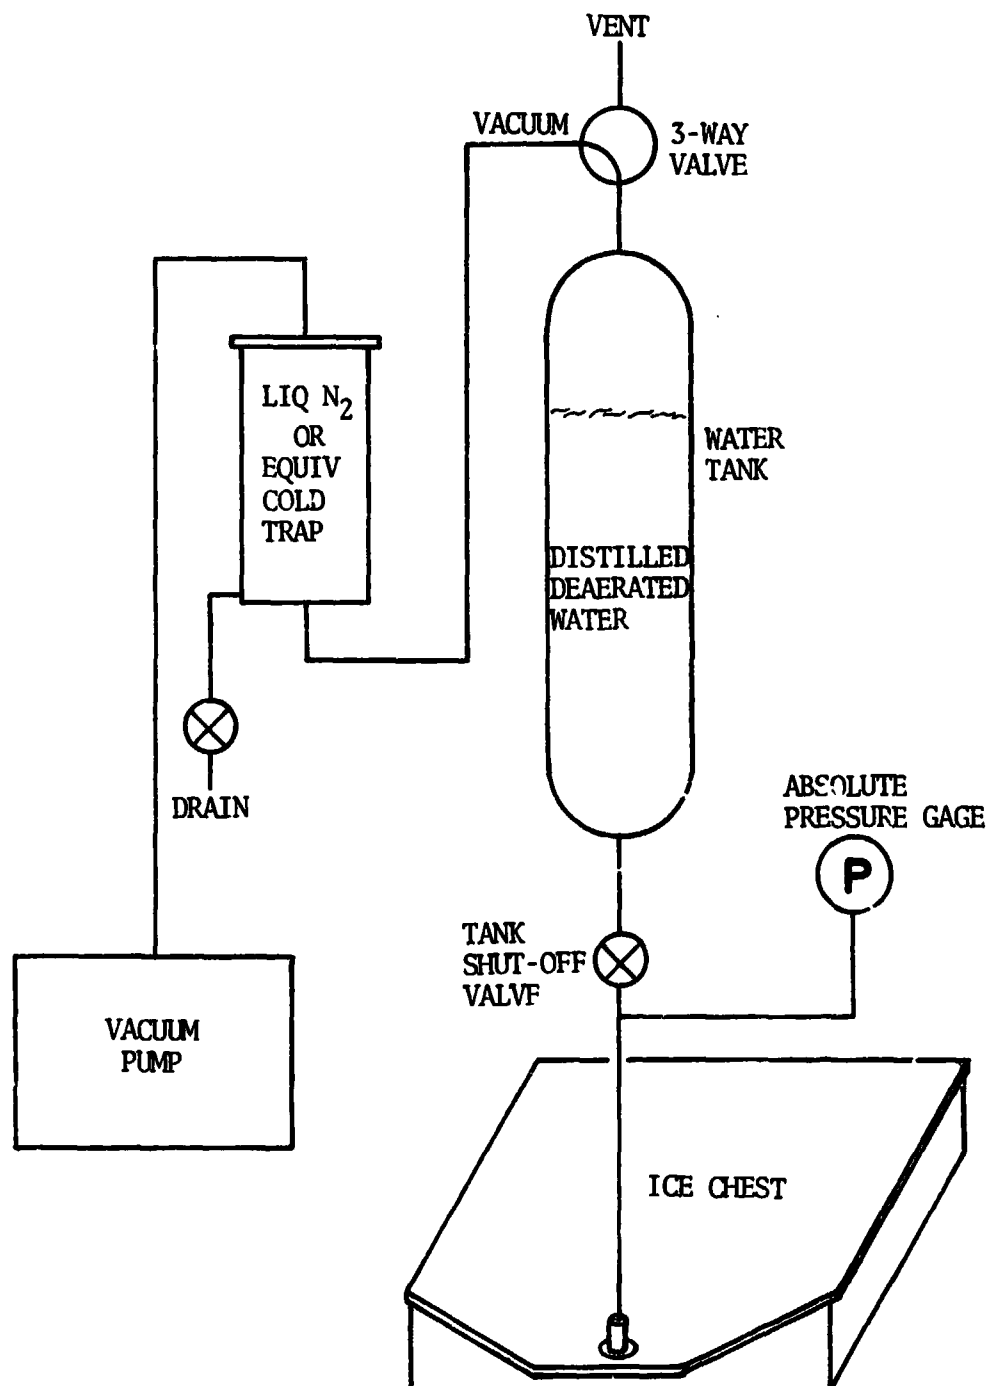 VENT
VACUUM
3-WAY
VALVE
LIQ N2
OR
EQUIV
COLD
TRAP
WATER
TANK
DISTILLED
DEAERATED
WATER
DRAIN
ABSOLUTE
PRESSURE GAGE
P
TANK
SHUT-OFF
VALVE
VACUUM
PUMP
ICE CHEST